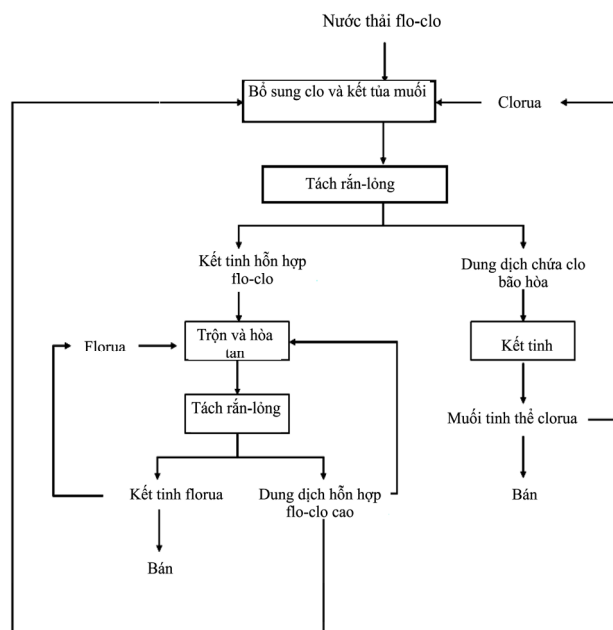 Nước thải flo-clo
Bổ sung clo và kết tủa muối
Clorua
Tách rắn-lỏng
Kết tinh hỗn hợp
flo-clo
Dung dịch chứa clo
bão hòa
Trộn và hòa
tan
Florua
Kết tinh
Tách rắn-lỏng
Muối tinh thể clorua
Kết tinh florua
Dung dịch hỗn hợp
flo-clo cao
Bán
Bán